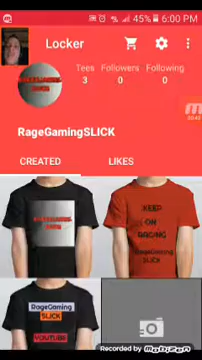 45% 6:00 PM
Locker
Tees Followers Following
3 0 0
RageGamingSLICK
CREATED LIKES
KEEP
ON
RAGING
RageGaming
SLICK
RageGaming
SLICK
YOUTUBE
Recorded by Mobizen